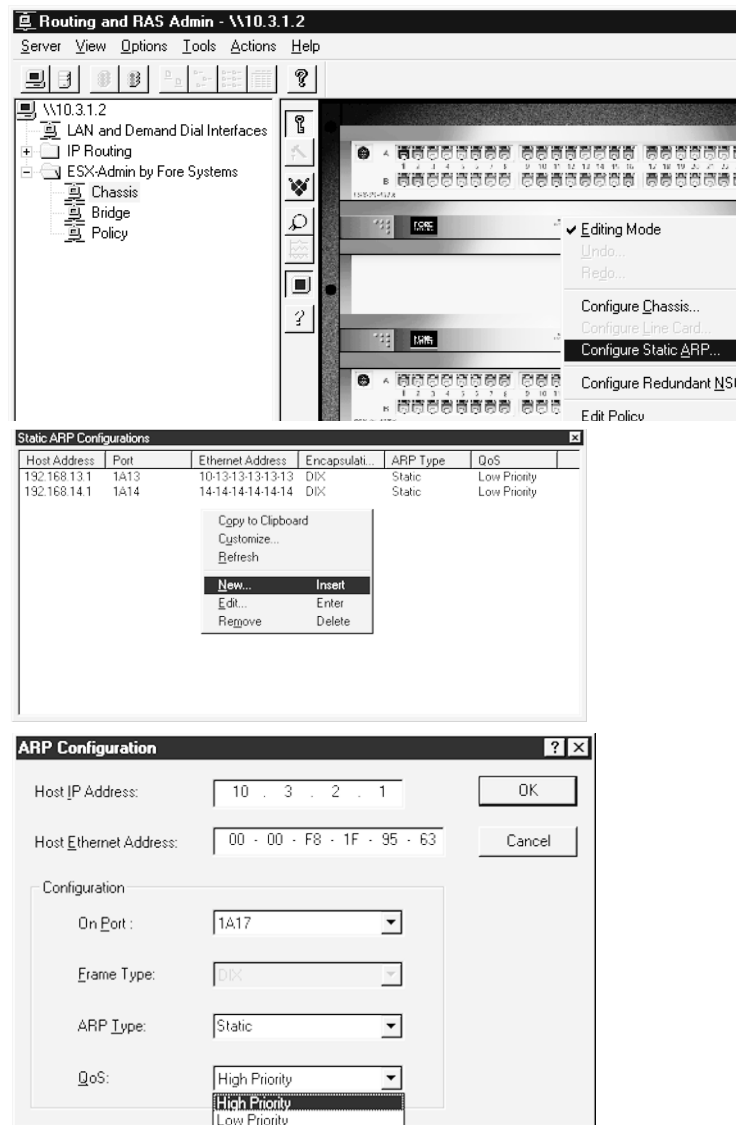 Routing and RAS Admin - \\10.3.1.2
Server View Options Tools Actions Help
\\10.3.1.2
LAN and Demand Dial Interfaces
IP Routing
ESX-Admin by Fore Systems
Chassis
Bridge
Policy
A
B
FORE
Editing Mode
Undo...
Redo...
Configure Chassis...
Configure Line Card...
Configure Static ARP...
Configure Redundant NS
Edit Policy
A
B
Static ARP Configurations
Host Address Port Ethernet Address Encapsulati... ARP Type QoS
192.168.13.1 1A13 10-13-13-13-13-13 DIX Static Low Priority
192.168.14.1 1A14 14-14-14-14-14-14 DIX Static Low Priority
Copy to Clipboard
Customize...
Refresh
New... Insert
Edit... Enter
Remove Delete
ARP Configuration
Host IP Address: 10 . 3 . 2 . 1 OK
Host Ethernet Address: 00 - 00 - F8 - 1F - 95 - 63 Cancel
Configuration
On Port : 1A17
Frame Type: DIX
ARP Type: Static
QoS: High Priority
High Priority
Low Priority